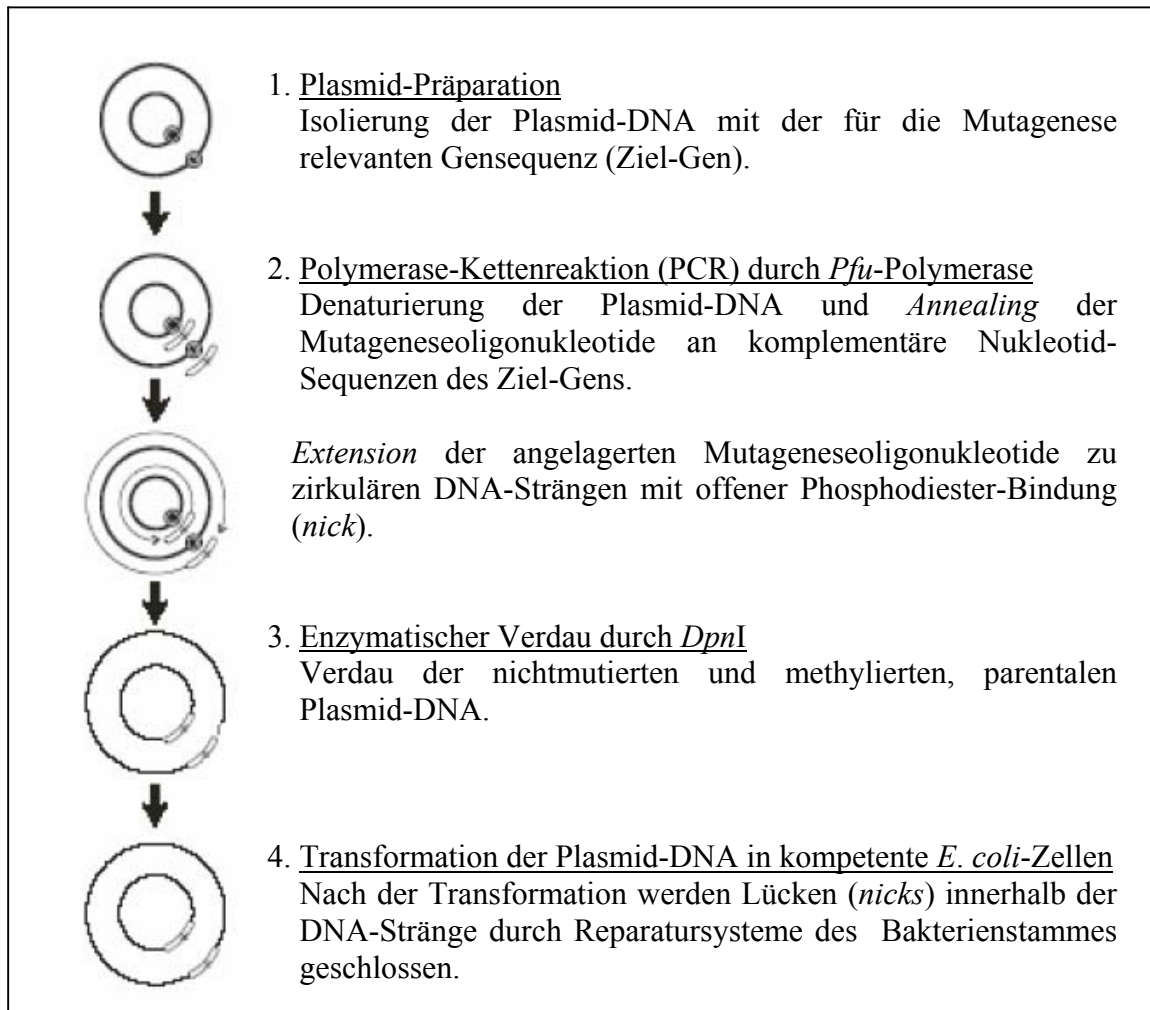 1. Plasmid-Präparation
Isolierung der Plasmid-DNA mit der für die Mutagenese
relevanten Gensequenz (Ziel-Gen).
2. Polymerase-Kettenreaktion (PCR) durch Pfu-Polymerase
Denaturierung der Plasmid-DNA und Annealing der
Mutageneseoligonukleotide an komplementäre Nukleotid-
Sequenzen des Ziel-Gens.
Extension der angelagerten Mutageneseoligonukleotide zu
zirkulären DNA-Strängen mit offener Phosphodiester-Bindung
(nick).
3. Enzymatischer Verdau durch DpnI
Verdau der nichtmutierten und methylierten, parentalen
Plasmid-DNA.
4. Transformation der Plasmid-DNA in kompetente E. coli-Zellen
Nach der Transformation werden Lücken (nicks) innerhalb der
DNA-Stränge durch Reparatursysteme des Bakterienstammes
geschlossen.